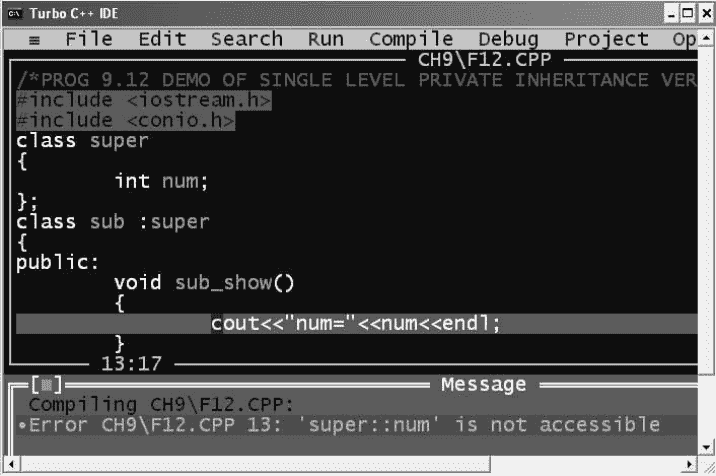 Turbo C++ IDE
≡ File Edit Search Run Compile Debug Project Op
CH9\F12.CPP
/*PROG 9.12 DEMO OF SINGLE LEVEL PRIVATE INHERITANCE VER
#include <iostream.h>
#include <conio.h>
class super
{
int num;
};
class sub :super
{
public:
void sub_show()
{
cout<<"num="<<num<<endl;
}
13:17
Message
Compiling CH9\F12.CPP:
•Error CH9\F12.CPP 13: 'super::num' is not accessible